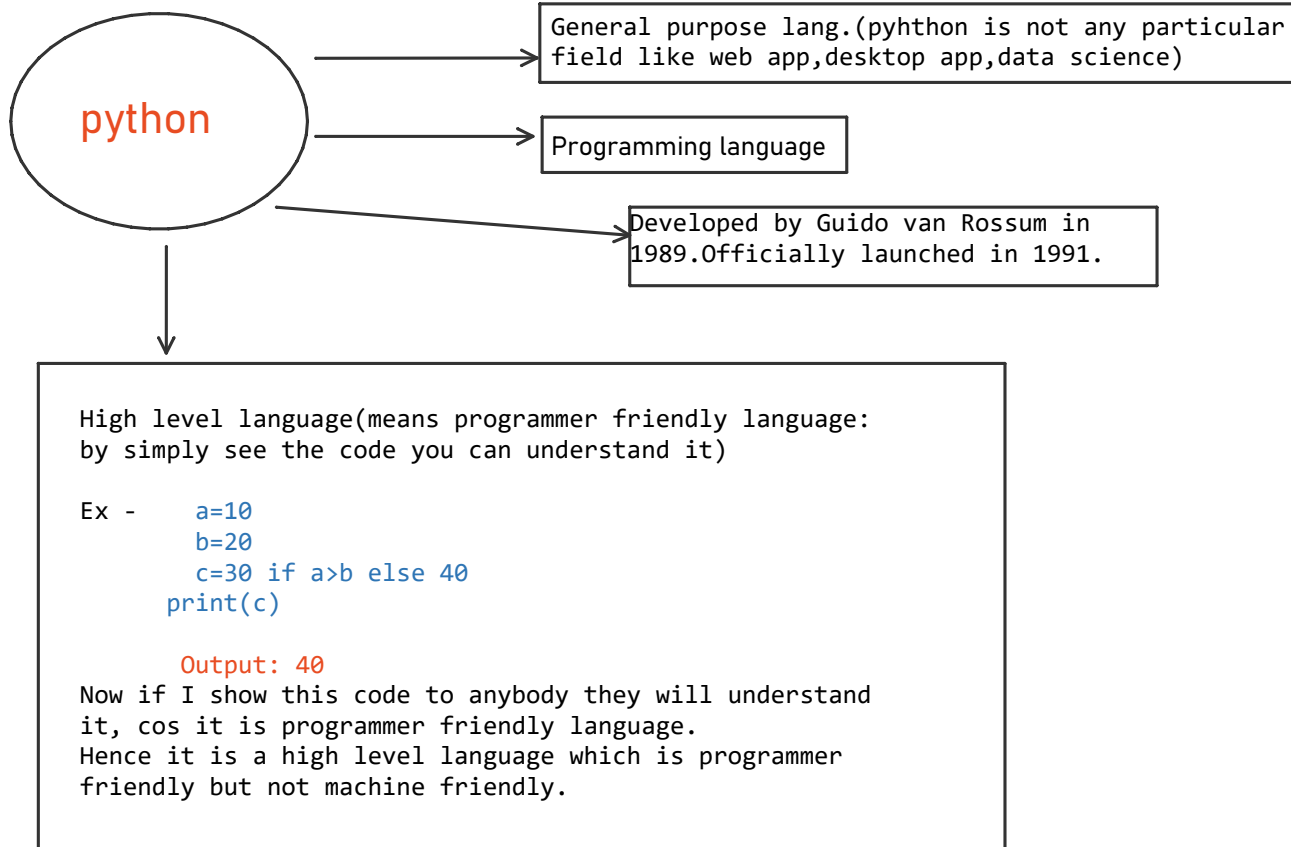 python
General purpose lang.(pyhthon is not any particular
field like web app,desktop app,data science)
Programming language
Developed by Guido van Rossum in
1989.Officially launched in 1991.
High level language(means programmer friendly language:
by simply see the code you can understand it)
Ex -    a=10
        b=20
        c=30 if a>b else 40
      print(c)
       Output: 40
Now if I show this code to anybody they will understand
it, cos it is programmer friendly language.
Hence it is a high level language which is programmer
friendly but not machine friendly.